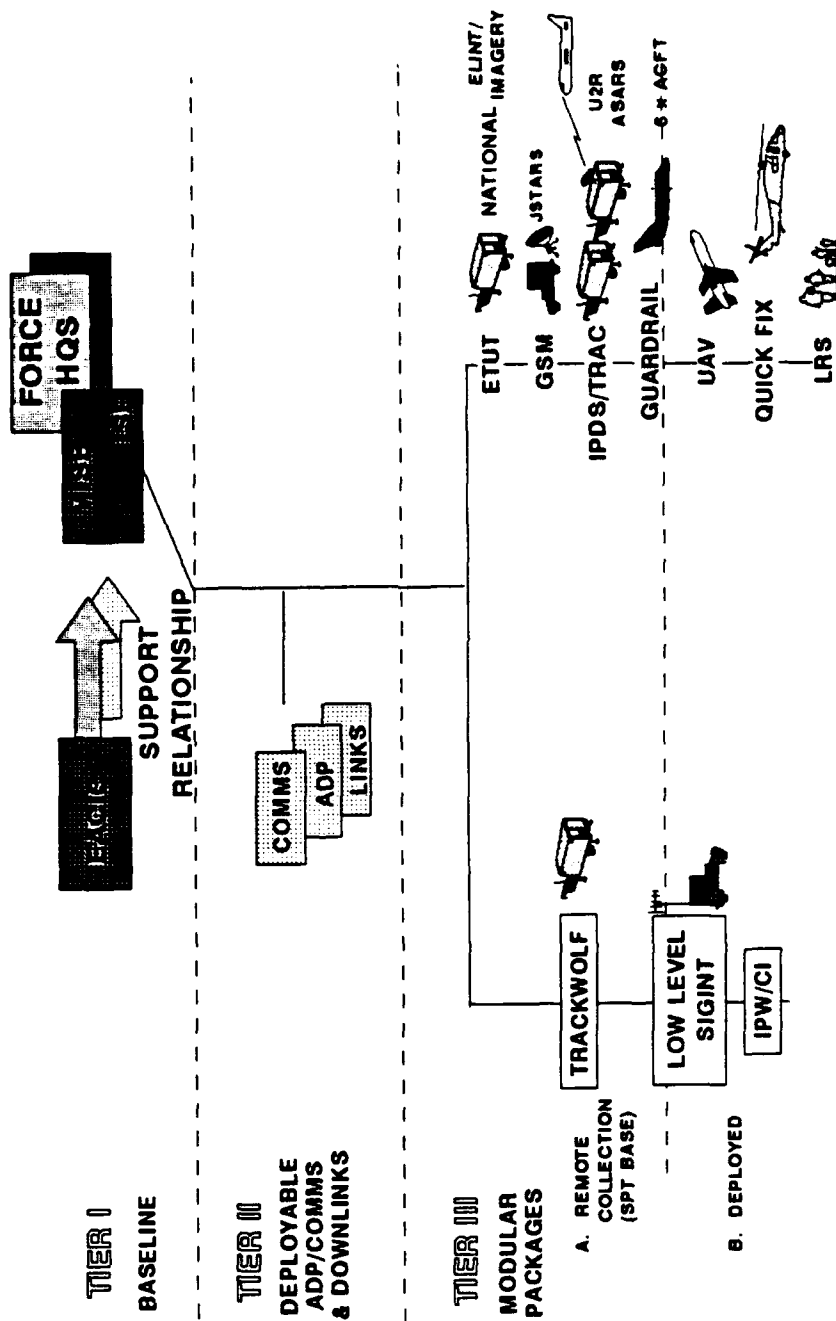 TIER I
BASELINE
SUPPORT
RELATIONSHIP
FORCE
HQS
TIER II
DEPLOYABLE
ADP/COMMS
& DOWNLINKS
COMMS
ADP
LINKS
TIER III
MODULAR
PACKAGES
A. REMOTE
COLLECTION
(SPT BASE)
B. DEPLOYED
TRACKWOLF
LOW LEVEL
SIGINT
IPW/CI
ETUT
NATIONAL
ELINT/
IMAGERY
GSM
JSTARS
IPDS/TRAC
U2R
ASARS
GUARDRAIL
6 * ACFT
UAV
QUICK FIX
LRS